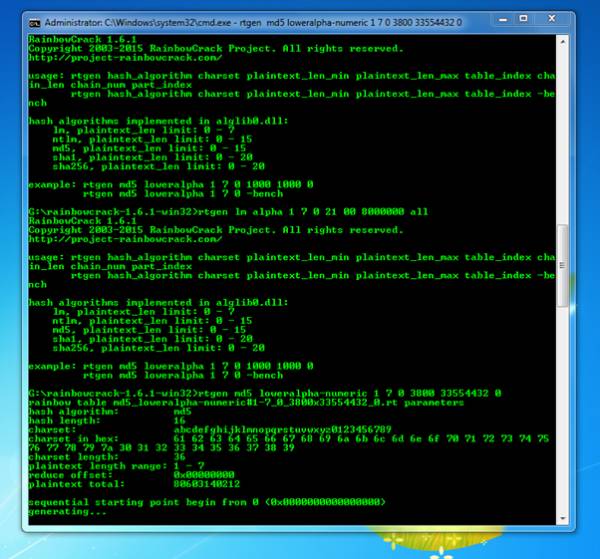 Administrator: C:\Windows\system32\cmd.exe - rtgen md5 loweralpha-numeric 1 7 0 3800 33554432 0
RainbowCrack 1.6.1
Copyright 2003-2015 RainbowCrack Project. All rights reserved.
http://project-rainbowcrack.com/
usage: rtgen hash_algorithm charset plaintext_len_min plaintext_len_max table_index cha
in_len chain_num part_index
rtgen hash_algorithm charset plaintext_len_min plaintext_len_max table_index -be
nch
hash algorithms implemented in alglib0.dll:
lm, plaintext_len limit: 0 - 7
ntlm, plaintext_len limit: 0 - 15
md5, plaintext_len limit: 0 - 15
sha1, plaintext_len limit: 0 - 20
sha256, plaintext_len limit: 0 - 20
example: rtgen md5 loweralpha 1 7 0 1000 1000 0
rtgen md5 loweralpha 1 7 0 -bench
G:\rainbowcrack-1.6.1-win32>rtgen lm alpha 1 7 0 21 00 8000000 all
RainbowCrack 1.6.1
Copyright 2003-2015 RainbowCrack Project. All rights reserved.
http://project-rainbowcrack.com/
usage: rtgen hash_algorithm charset plaintext_len_min plaintext_len_max table_index cha
in_len chain_num part_index
rtgen hash_algorithm charset plaintext_len_min plaintext_len_max table_index -be
nch
hash algorithms implemented in alglib0.dll:
lm, plaintext_len limit: 0 - 7
ntlm, plaintext_len limit: 0 - 15
md5, plaintext_len limit: 0 - 15
sha1, plaintext_len limit: 0 - 20
sha256, plaintext_len limit: 0 - 20
example: rtgen md5 loweralpha 1 7 0 1000 1000 0
rtgen md5 loweralpha 1 7 0 -bench
G:\rainbowcrack-1.6.1-win32>rtgen md5 loweralpha-numeric 1 7 0 3800 33554432 0
rainbow table md5_loweralpha-numeric#1-7_0_3800x33554432_0.rt parameters
hash algorithm: md5
hash length: 16
charset: abcdefghijklmnopqrstuvwxyz0123456789
charset in hex: 61 62 63 64 65 66 67 68 69 6a 6b 6c 6d 6e 6f 70 71 72 73 74 75
76 77 78 79 7a 30 31 32 33 34 35 36 37 38 39
charset length: 36
plaintext length range: 1 - 7
reduce offset: 0x00000000
plaintext total: 80603140212
sequential starting point begin from 0 (0x0000000000000000)
generating...